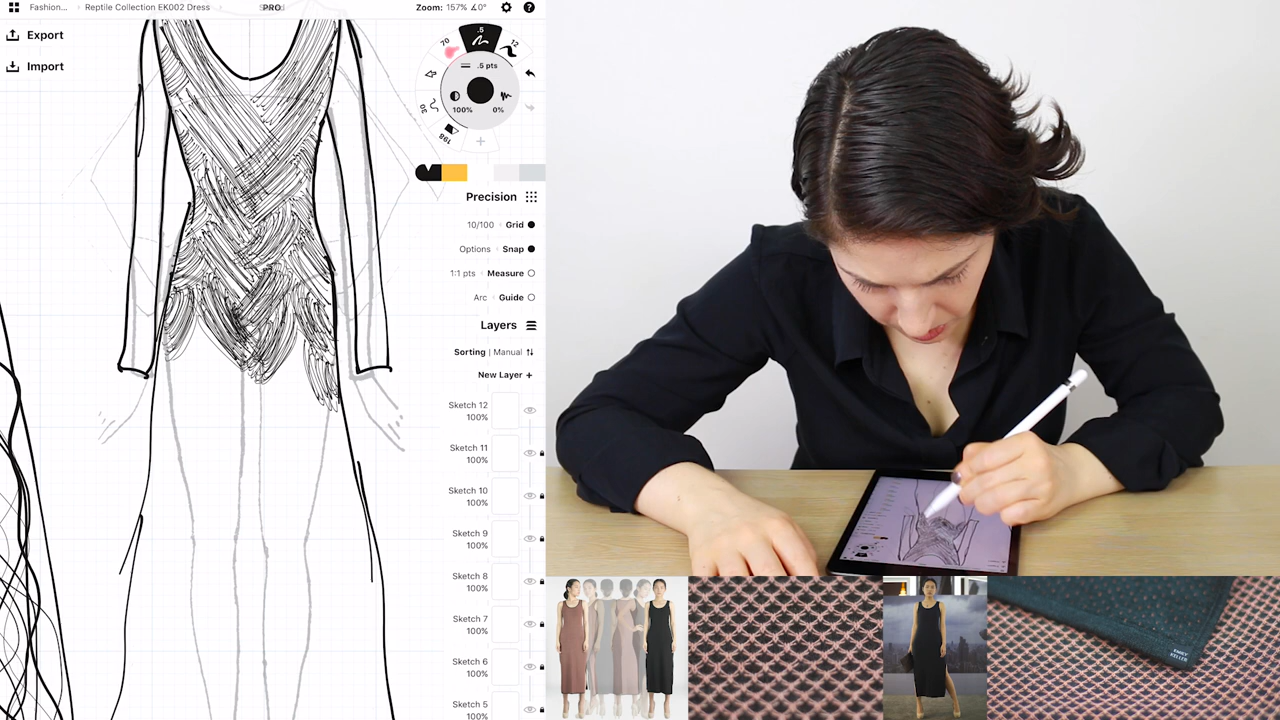 Fashion... ‹ Reptile Collection EK002 Dress ‹ PRO
Zoom: 157% ∡0°
Export
Import
.5
70
12
.5 pts
100%
0%
30
198
Precision
10/100 ‹ Grid
Options ‹ Snap
1:1 pts ‹ Measure
Arc ‹ Guide
Layers
Sorting | Manual
New Layer +
Sketch 12
100%
Sketch 11
100%
Sketch 10
100%
Sketch 9
100%
Sketch 8
100%
Sketch 7
100%
Sketch 6
100%
Sketch 5
100%
EMILY
KELLER